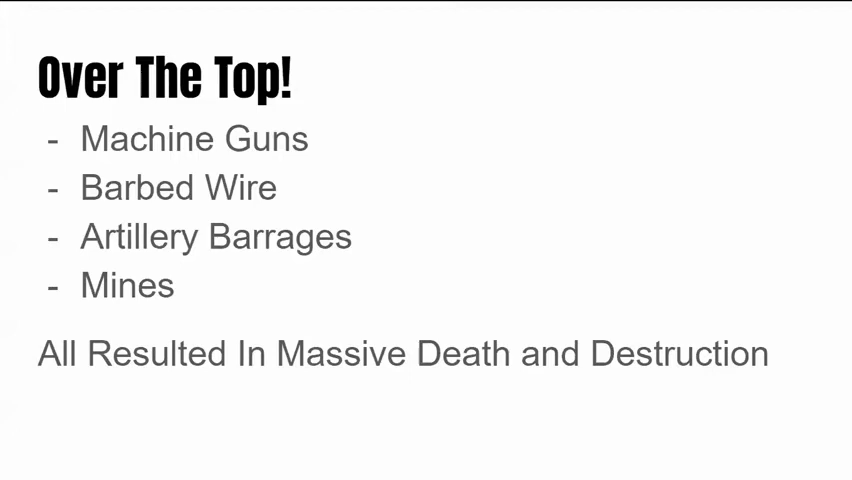 Over The Top!
- Machine Guns
- Barbed Wire
- Artillery Barrages
- Mines
All Resulted In Massive Death and Destruction